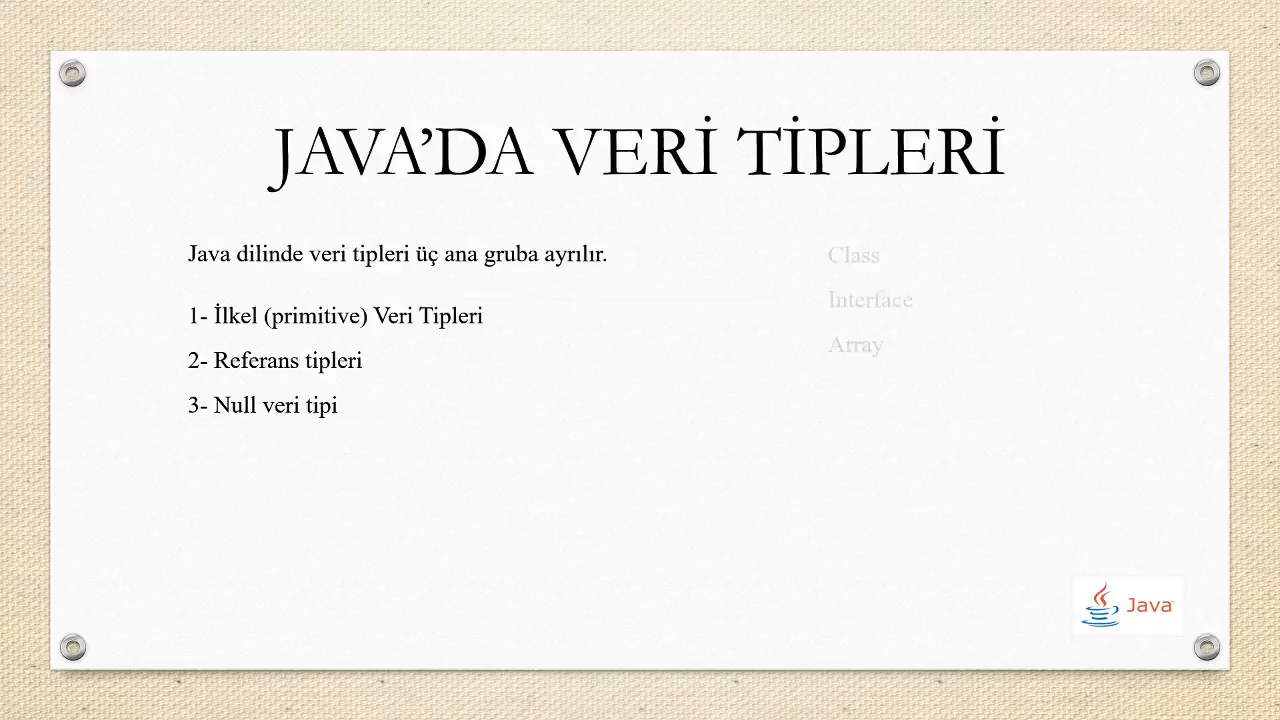 JAVA’DA VERİ TİPLERİ
Java dilinde veri tipleri üç ana gruba ayrılır.
1- İlkel (primitive) Veri Tipleri
2- Referans tipleri
3- Null veri tipi
Class
Interface
Array
Java